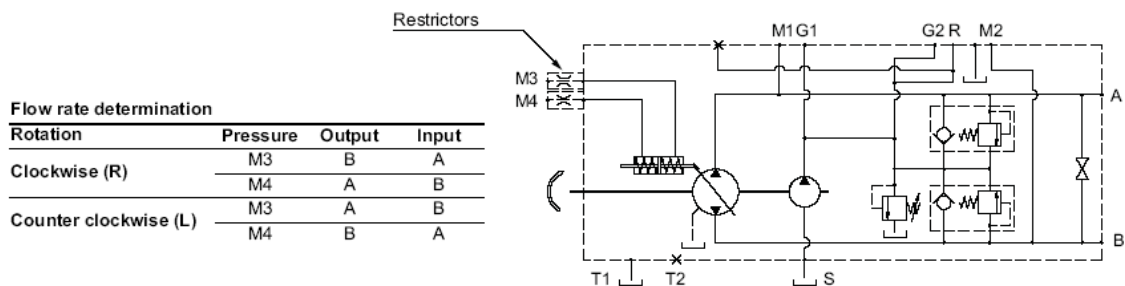 Restrictors
M1 G1 G2 R M2
M3
M4
A
B
T1 T2 S
Flow rate determination
Rotation Pressure Output Input
Clockwise (R) M3 B A
M4 A B
Counter clockwise (L) M3 A B
M4 B A